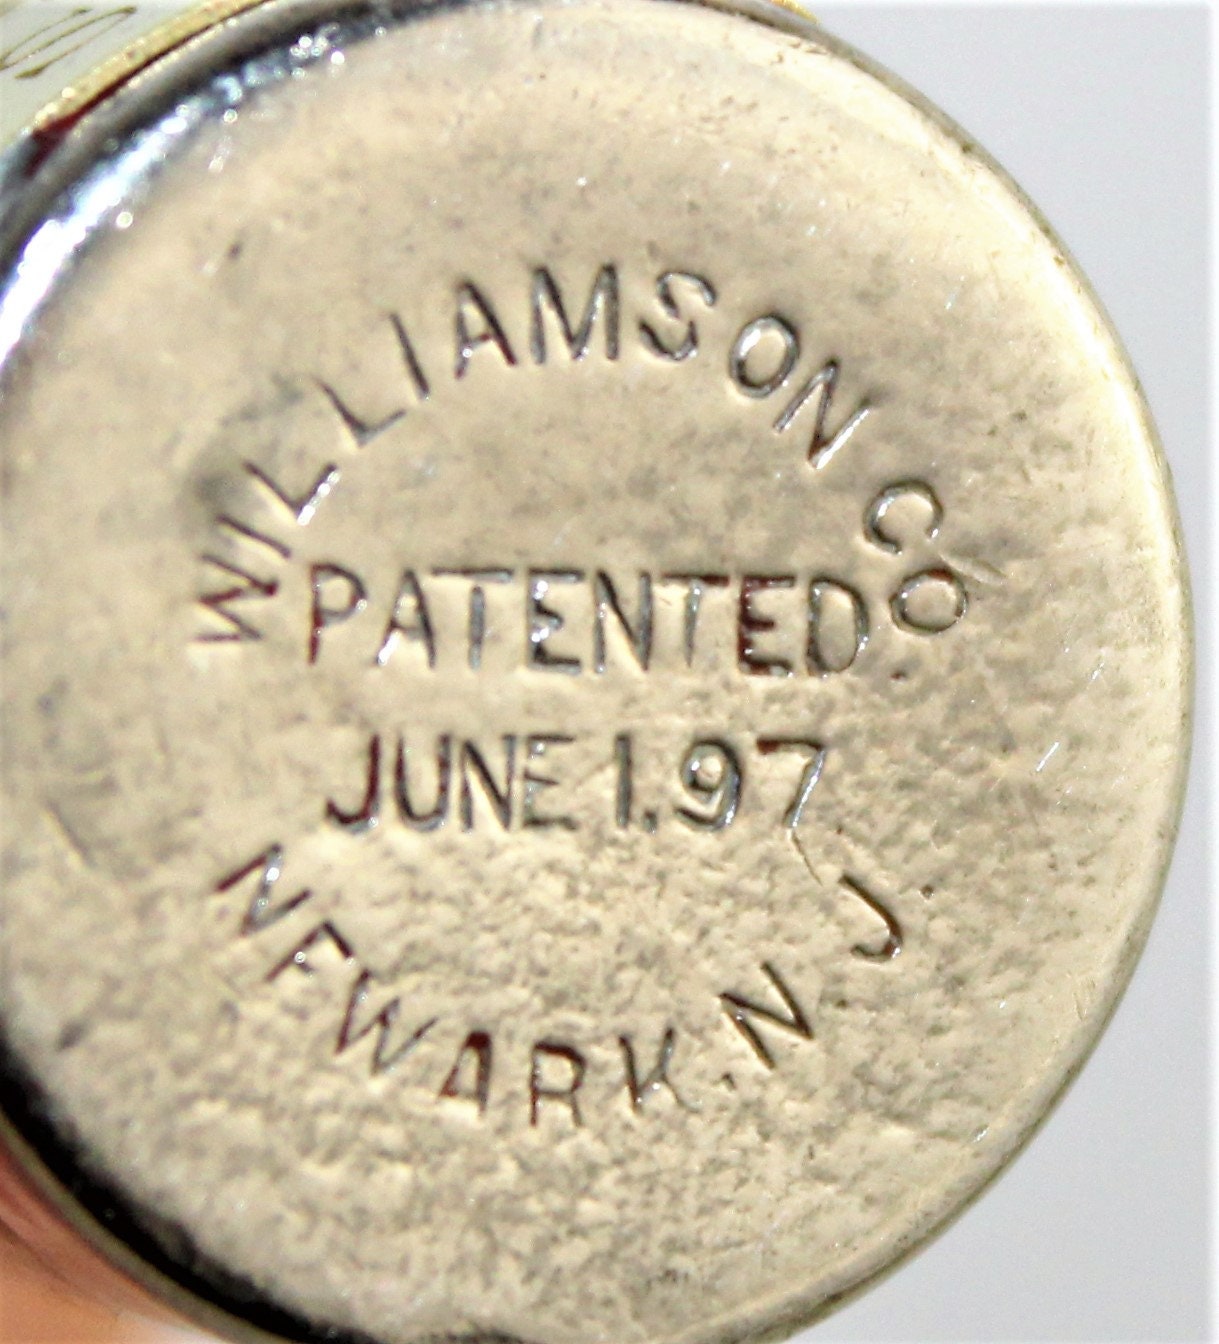 WILLIAMSON CO
PATENTED.
JUNE 1.97
NEWARK. N J.